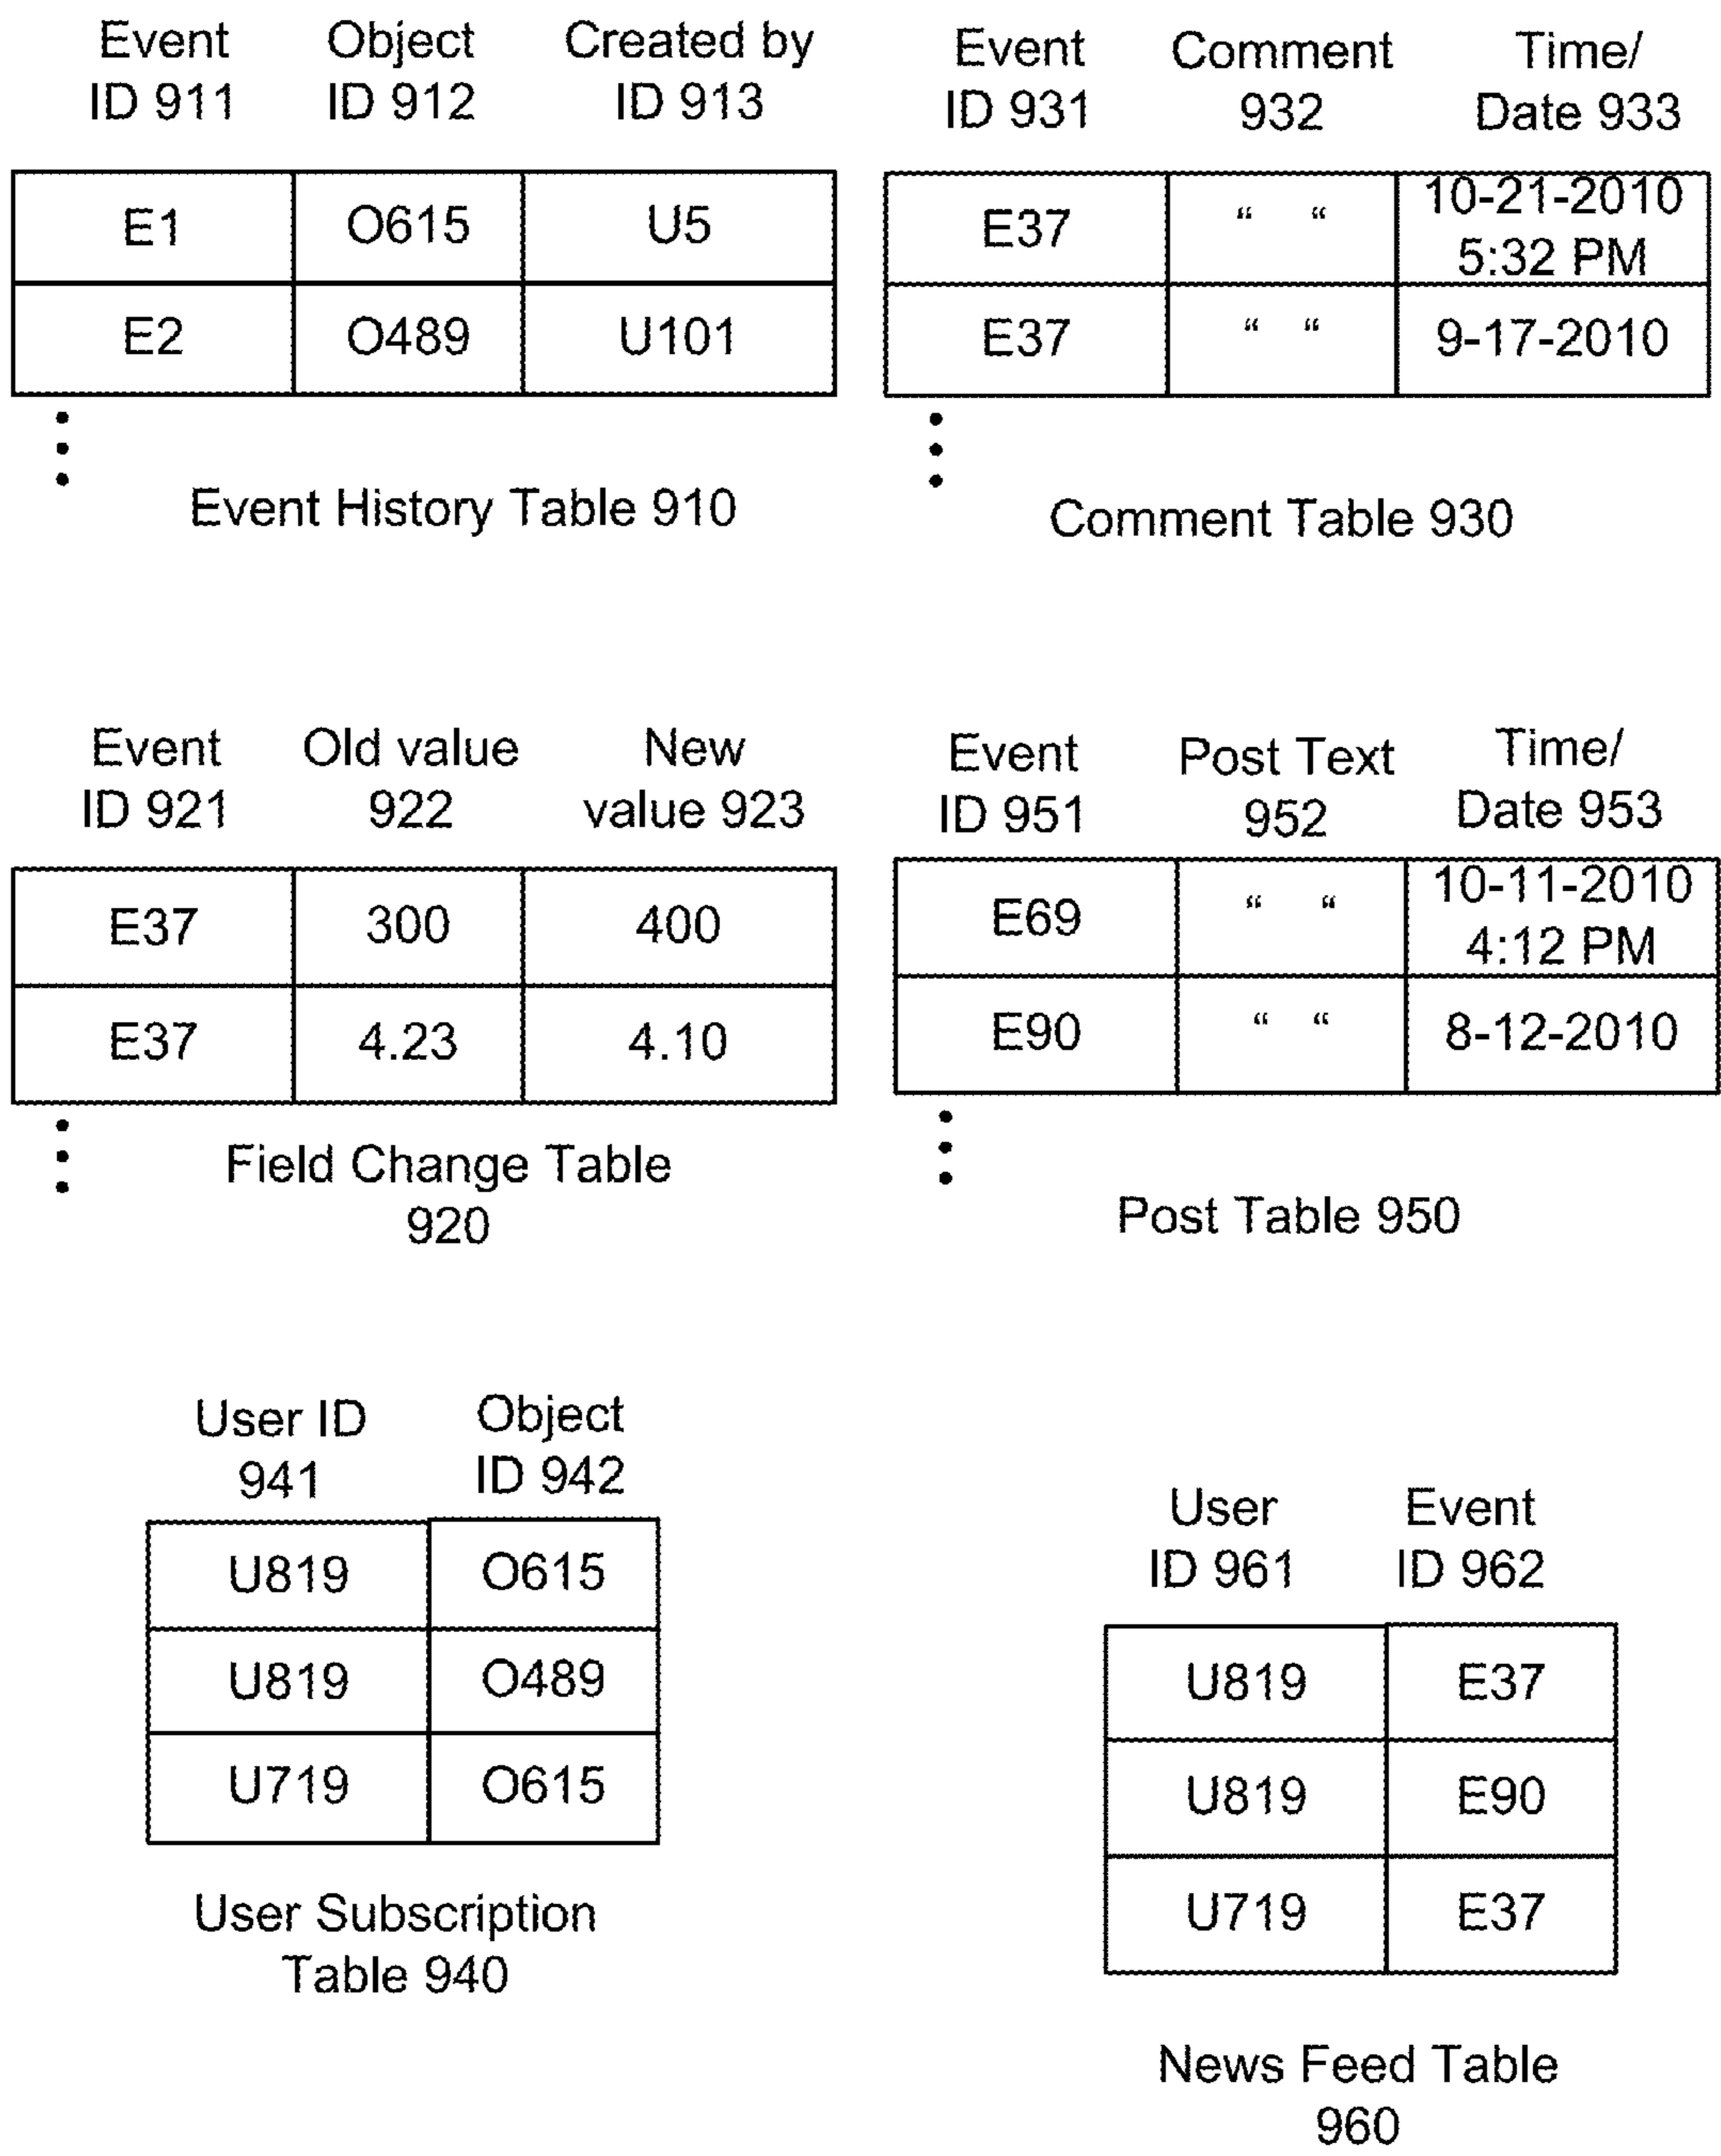 Event Object Created by
ID 911 ID 912 ID 913
E1 O615 U5
E2 O489 U101
Event History Table 910
Event Comment Time/
ID 931 932 Date 933
E37 “ “ 10-21-2010
5:32 PM
E37 “ “ 9-17-2010
Comment Table 930
Event Old value New
ID 921 922 value 923
E37 300 400
E37 4.23 4.10
Field Change Table
920
Event Post Text Time/
ID 951 952 Date 953
E69 “ “ 10-11-2010
4:12 PM
E90 “ “ 8-12-2010
Post Table 950
User ID Object
941 ID 942
U819 O615
U819 O489
U719 O615
User Subscription
Table 940
User Event
ID 961 ID 962
U819 E37
U819 E90
U719 E37
News Feed Table
960